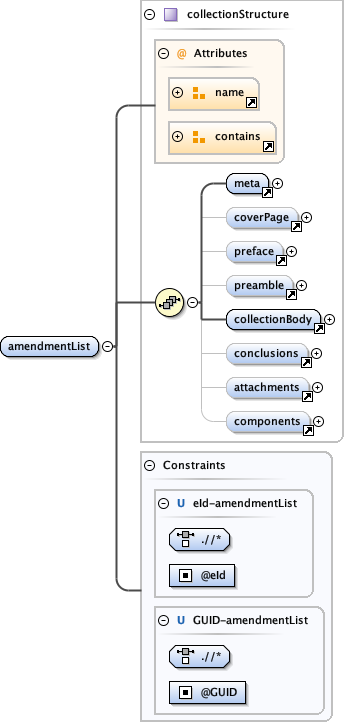 collectionStructure
@ Attributes
name
contains
meta
coverPage
preface
preamble
amendmentList
collectionBody
conclusions
attachments
components
Constraints
U eId-amendmentList
.//*
@eId
U GUID-amendmentList
.//*
@GUID